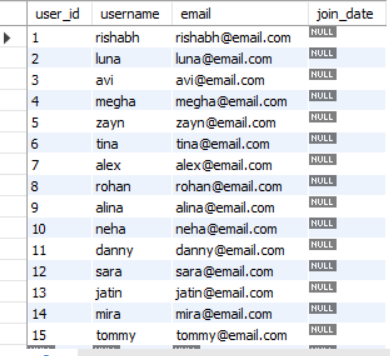 user_id username email join_date
1 rishabh rishabh@email.com NULL
2 luna luna@email.com NULL
3 avi avi@email.com NULL
4 megha megha@email.com NULL
5 zayn zayn@email.com NULL
6 tina tina@email.com NULL
7 alex alex@email.com NULL
8 rohan rohan@email.com NULL
9 alina alina@email.com NULL
10 neha neha@email.com NULL
11 danny danny@email.com NULL
12 sara sara@email.com NULL
13 jatin jatin@email.com NULL
14 mira mira@email.com NULL
15 tommy tommy@email.com NULL